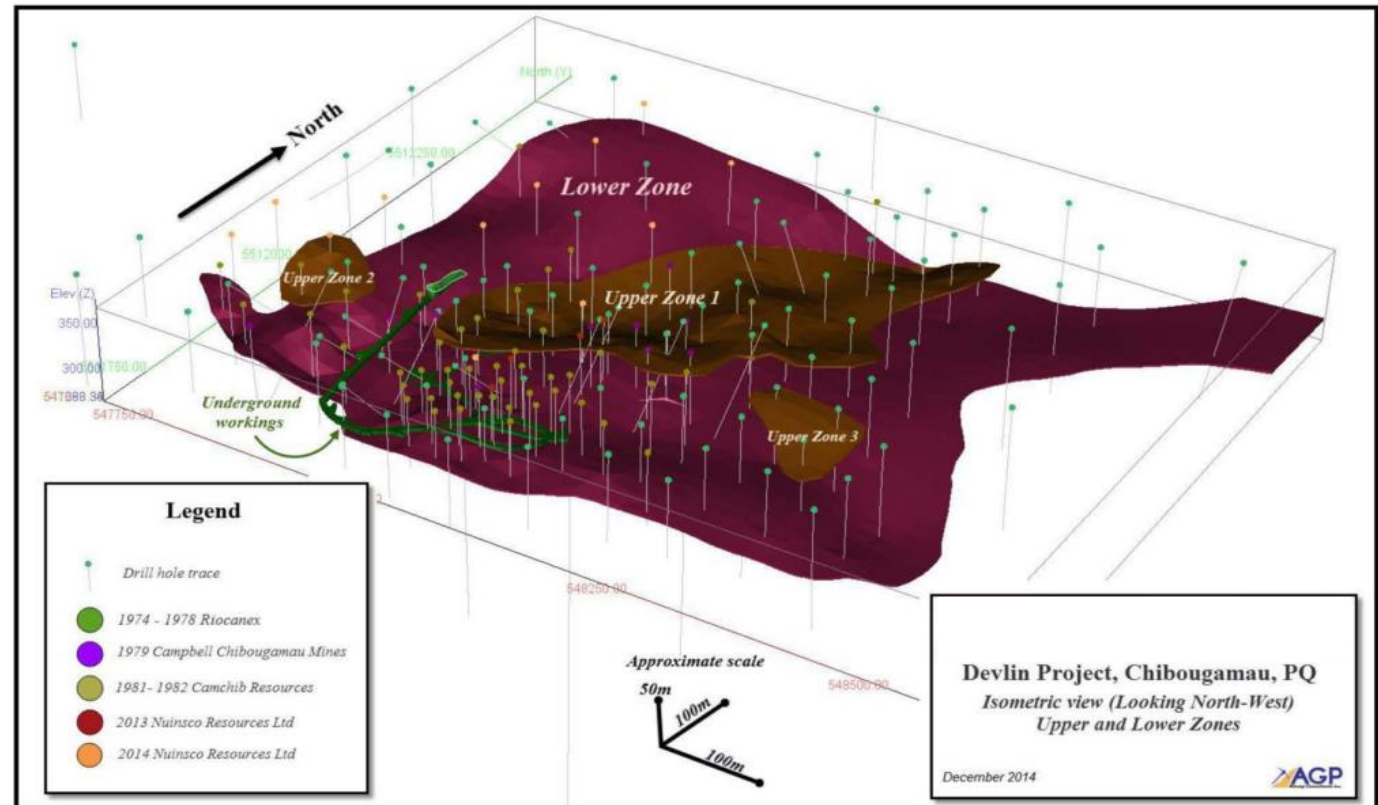 North (Y)
North
5512250.00
Lower Zone
5512000
Upper Zone 2
Upper Zone 1
Elev (Z)
350.00
300.00
547750.00
Underground
workings
Upper Zone 3
Legend
Drill hole trace
1974 - 1978 Riocanex
1979 Campbell Chibougamau Mines
1981- 1982 Camchib Resources
2013 Nuinsco Resources Ltd
2014 Nuinsco Resources Ltd
548250.00
548500.00
Approximate scale
50m
100m
100m
Devlin Project, Chibougamau, PQ
Isometric view (Looking North-West)
Upper and Lower Zones
December 2014
AGP